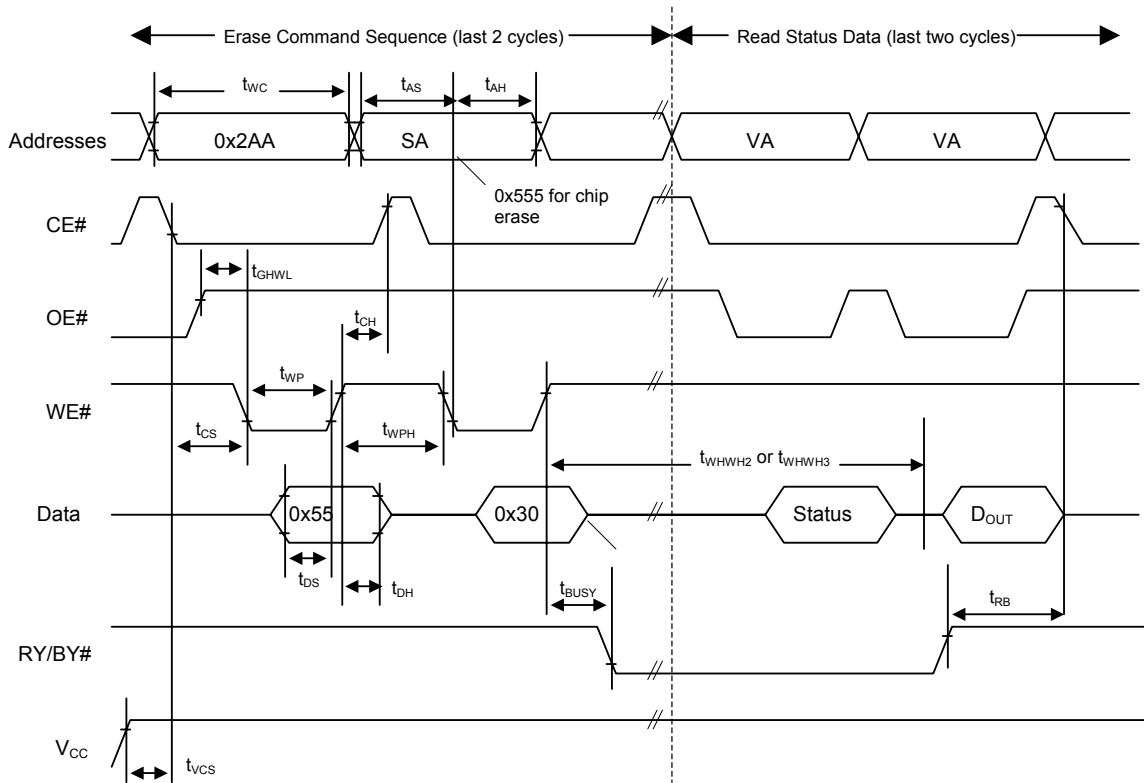 Erase Command Sequence (last 2 cycles)
Read Status Data (last two cycles)
tWC
tAS
tAH
Addresses
0x2AA
SA
VA
VA
0x555 for chip
erase
CE#
tGHWL
OE#
tCH
tWP
WE#
tCS
tWPH
tWHWH2 or tWHWH3
Data
0x55
0x30
Status
DOUT
tDS
tDH
tBUSY
tRB
RY/BY#
VCC
tVCS